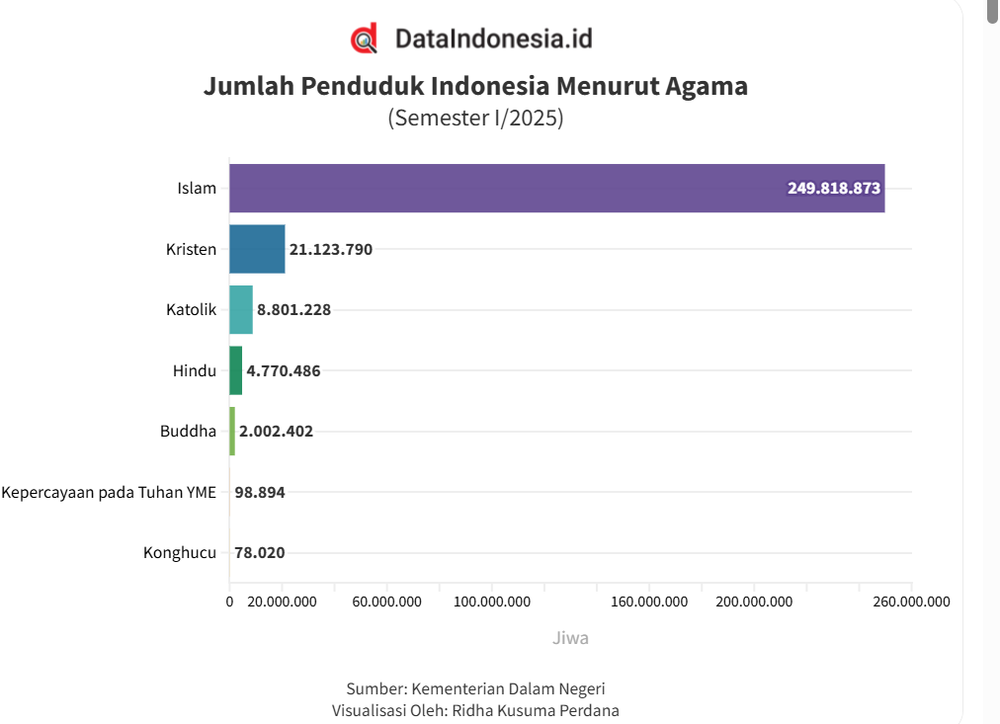 DataIndonesia.id
Jumlah Penduduk Indonesia Menurut Agama
(Semester I/2025)
Islam 249.818.873
Kristen 21.123.790
Katolik 8.801.228
Hindu 4.770.486
Buddha 2.002.402
Kepercayaan pada Tuhan YME 98.894
Konghucu 78.020
0 20.000.000 60.000.000 100.000.000 160.000.000 200.000.000 260.000.000
Jiwa
Sumber: Kementerian Dalam Negeri
Visualisasi Oleh: Ridha Kusuma Perdana